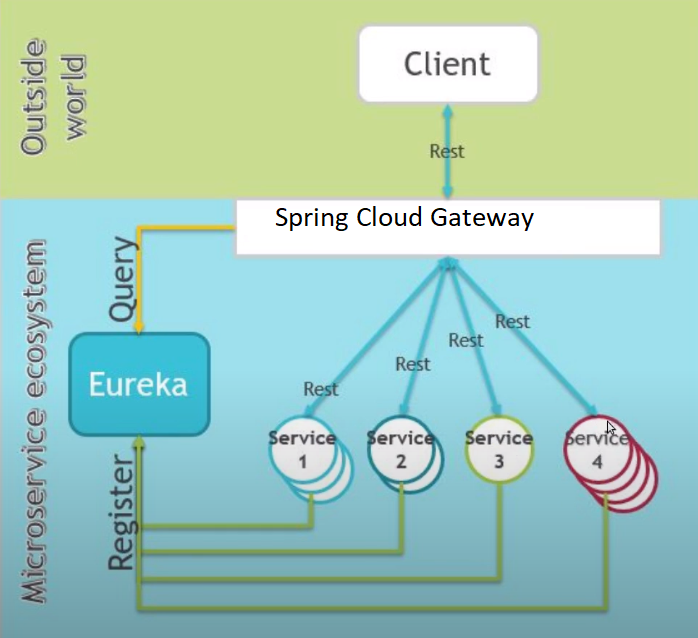 Outside
world
Client
Rest
Spring Cloud Gateway
Microservice ecosystem
Query
Eureka
Register
Rest
Rest
Rest
Rest
Service
1
Service
2
Service
3
Service
4